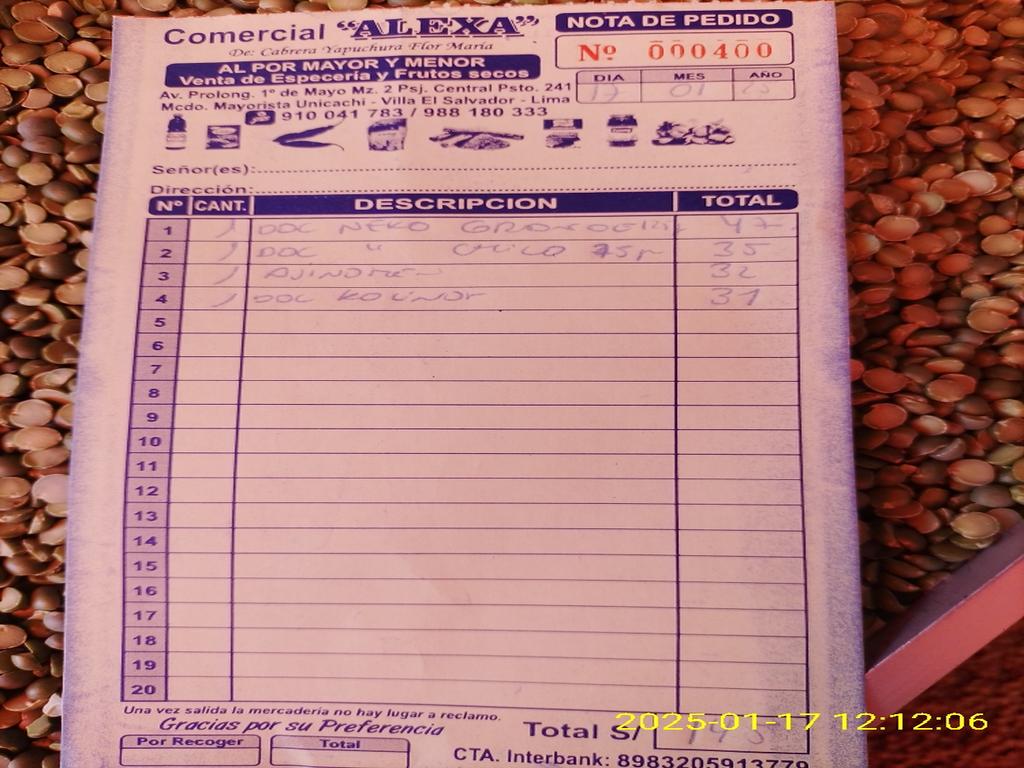 Comercial "ALEXA"
De: Cabrera Yapuchura Flor María
AL POR MAYOR Y MENOR
Venta de Especería y Frutos secos
Av. Prolong. 1º de Mayo Mz. 2 Psj. Central Psto. 241
Mcdo. Mayorista Unicachi - Villa El Salvador - Lima
910 041 783 / 988 180 333
NOTA DE PEDIDO
Nº 000400
DIA MES AÑO
17 01 25
Señor(es):
Dirección:
Nº CANT. DESCRIPCION TOTAL
1 1 DOC NEKO 47
2 1 DOC " CHICO 75gr 35
3 1 AJINOMEN 32
4 1 DOC KOLINOR 31
5
6
7
8
9
10
11
12
13
14
15
16
17
18
19
20
Una vez salida la mercadería no hay lugar a reclamo.
Gracias por su Preferencia
Por Recoger Total
Total S/ 145
CTA. Interbank: 8983205913779
2025-01-17 12:12:06